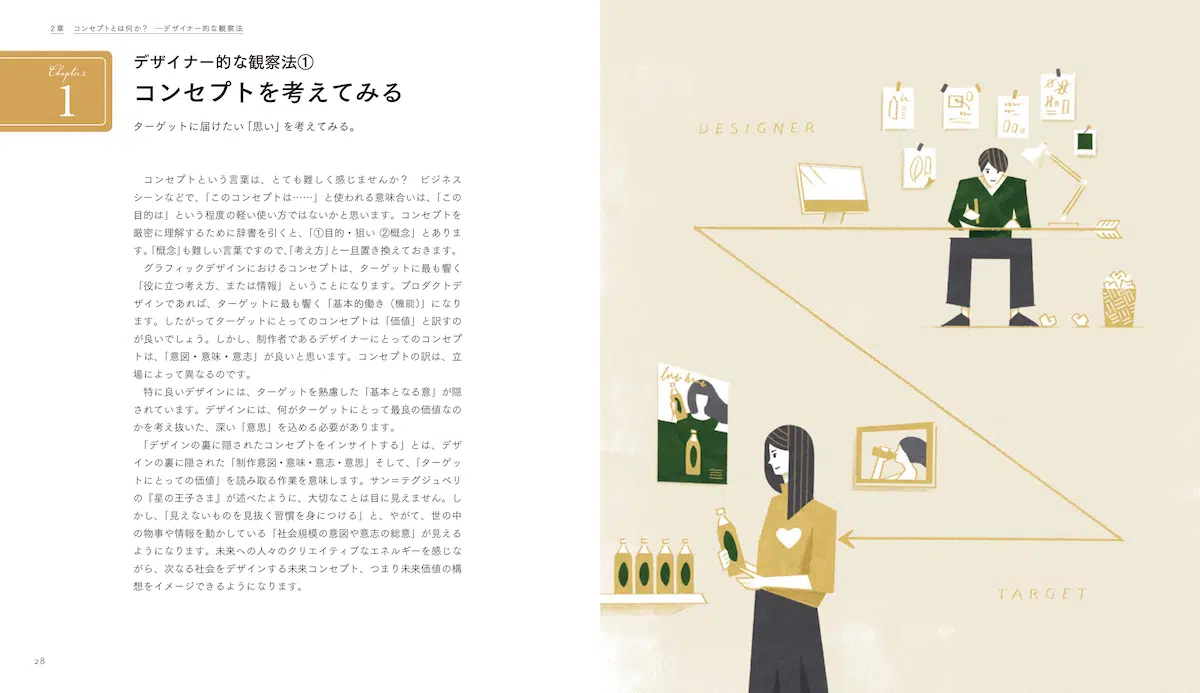 2章 コンセプトとは何か? ―デザイナー的な観察法
Chapter 2
1
デザイナー的な観察法①
コンセプトを考えてみる
ターゲットに届けたい「思い」を考えてみる。
コンセプトという言葉は、とても難しく感じませんか? ビジネス
シーンなどで、「このコンセプトは……」と使われる意味合いは、「この
目的は」という程度の軽い使い方ではないかと思います。コンセプトを
厳密に理解するために辞書を引くと、「①目的・狙い ②概念」とありま
す。「概念」も難しい言葉ですので、「考え方」と一旦置き換えておきます。
グラフィックデザインにおけるコンセプトは、ターゲットに最も響く
「役に立つ考え方、または情報」ということになります。プロダクトデ
ザインであれば、ターゲットに最も響く「基本的働き(機能)」になり
ます。したがってターゲットにとってのコンセプトは「価値」と訳すの
が良いでしょう。しかし、制作者であるデザイナーにとってのコンセプ
トは、「意図・意味・意志」が良いと思います。コンセプトの訳は、立
場によって異なるのです。
特に良いデザインには、ターゲットを熟慮した「基本となる意」が隠
されています。デザインには、何がターゲットにとって最良の価値なの
かを考え抜いた、深い「意思」を込める必要があります。
「デザインの裏に隠されたコンセプトをインサイトする」とは、デザ
インの裏に隠された「制作意図・意味・意志・意思」そして、「ターゲッ
トにとっての価値」を読み取る作業を意味します。サン=テグジュペリ
の『星の王子さま』が述べたように、大切なことは目に見えません。し
かし、「見えないものを見抜く習慣を身につける」と、やがて、世の中
の物事や情報を動かしている「社会規模の意図や意志の総意」が見える
ようになります。未来への人々のクリエイティブなエネルギーを感じな
がら、次なる社会をデザインする未来コンセプト、つまり未来価値の構
想をイメージできるようになります。
28
DESIGNER
TARGET